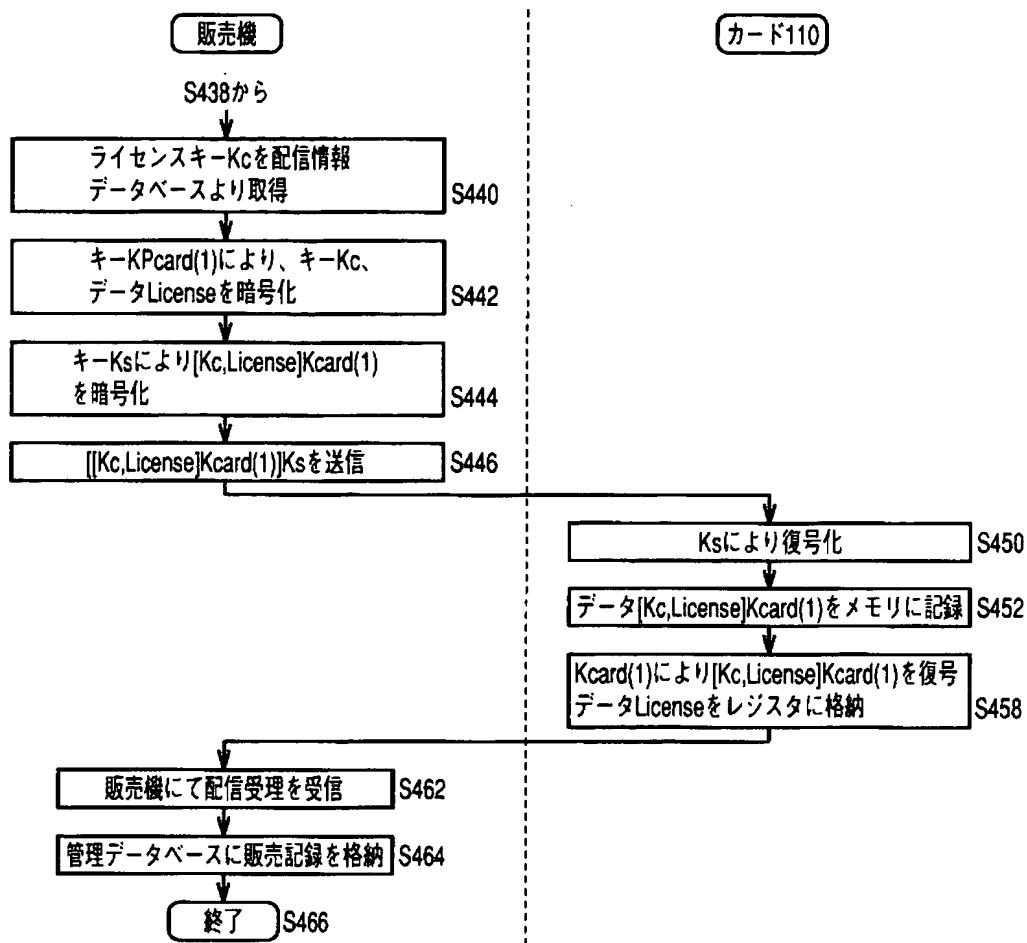 販売機
カード110
S438から
ライセンスキーKcを配信情報
データベースより取得
S440
キーKPcard(1)により、キーKc、
データLicenseを暗号化
S442
キーKsにより[Kc,License]Kcard(1)
を暗号化
S444
[[Kc,License]Kcard(1)]Ksを送信
S446
Ksにより復号化
S450
データ[Kc,License]Kcard(1)をメモリに記録
S452
Kcard(1)により[Kc,License]Kcard(1)を復号
データLicenseをレジスタに格納
S458
販売機にて配信受理を受信
S462
管理データベースに販売記録を格納
S464
終了
S466